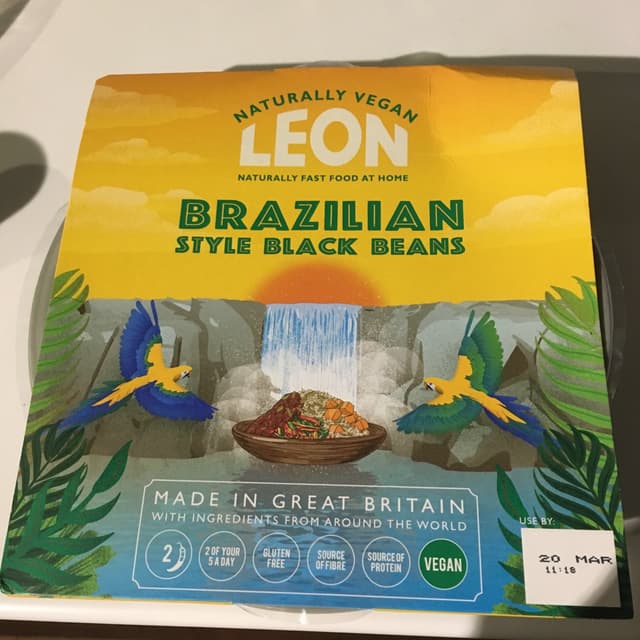 NATURALLY VEGAN
LEON
NATURALLY FAST FOOD AT HOME
BRAZILIAN
STYLE BLACK BEANS
MADE IN GREAT BRITAIN
WITH INGREDIENTS FROM AROUND THE WORLD
2
2 OF YOUR
5 A DAY
GLUTEN
FREE
SOURCE
OF FIBRE
SOURCE OF
PROTEIN
VEGAN
USE BY:
20 MAR
11:18